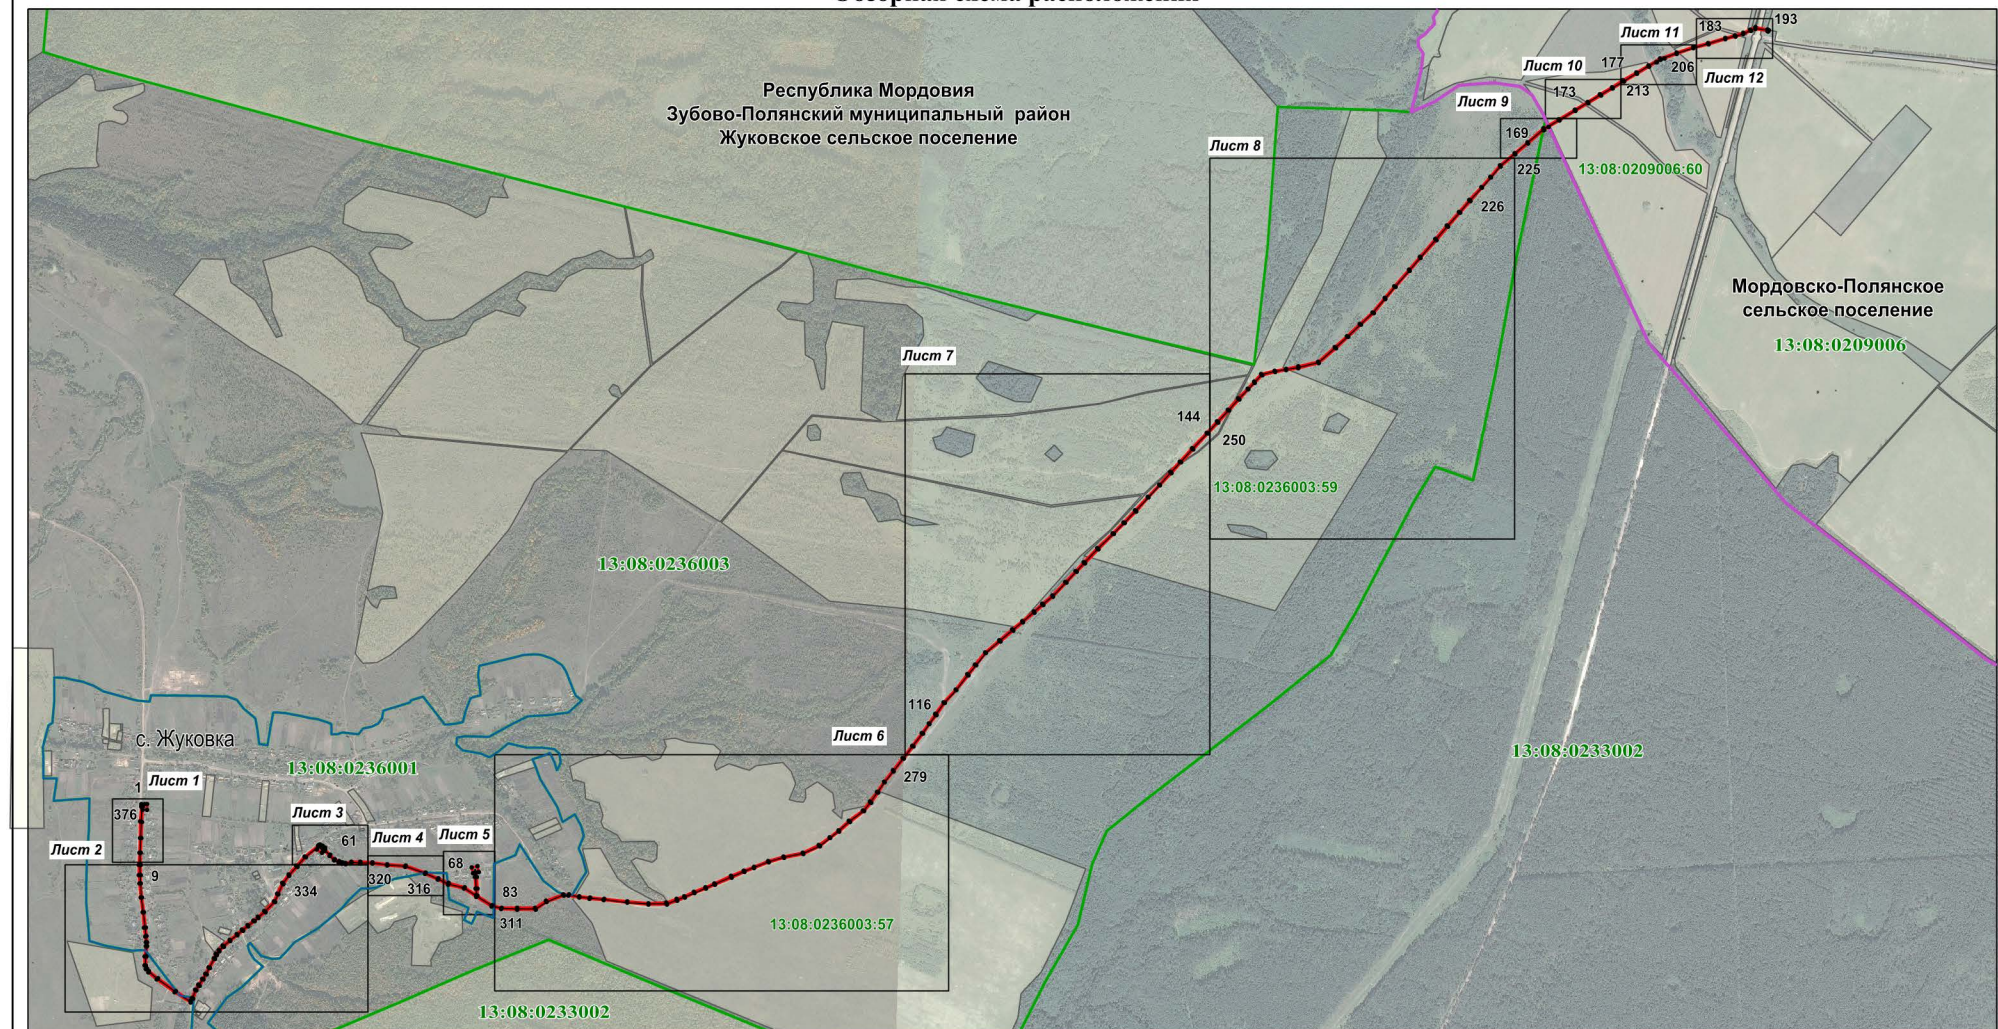 Обзорная схема расположения
193
183
Лист 11
Лист 10
177
206
Лист 12
Республика Мордовия
Зубово-Полянский муниципальный район
Жуковское сельское поселение
173
213
Лист 9
169
Лист 8
225
13:08:0209006:60
226
Мордовско-Полянское
сельское поселение
13:08:0209006
Лист 7
144
250
13:08:0236003:59
13:08:0236003
116
Лист 6
с. Жуковка
13:08:0233002
13:08:0236001
279
1
Лист 1
376
Лист 3
61
Лист 4
Лист 5
Лист 2
68
9
334
320
316
83
311
13:08:0236003:57
13:08:0233002